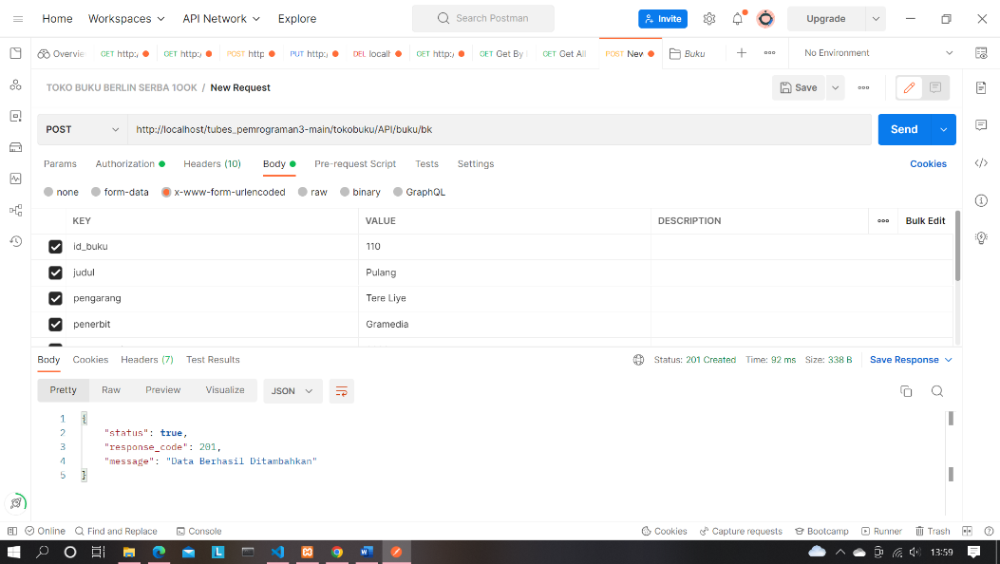 Home Workspaces API Network Explore Search Postman Invite Upgrade
Overvie GET http:/ GET http:/ POST http PUT http:/ DEL localh GET http:/ GET Get By GET Get All POST New Buku No Environment
TOKO BUKU BERLIN SERBA 1OOK / New Request Save
POST http://localhost/tubes_pemrograman3-main/tokobuku/API/buku/bk Send
Params Authorization Headers (10) Body Pre-request Script Tests Settings Cookies
none form-data x-www-form-urlencoded raw binary GraphQL
KEY VALUE DESCRIPTION Bulk Edit
id_buku 110
judul Pulang
pengarang Tere Liye
penerbit Gramedia
Body Cookies Headers (7) Test Results Status: 201 Created Time: 92 ms Size: 338 B Save Response
Pretty Raw Preview Visualize JSON
1 {
2 "status": true,
3 "response_code": 201,
4 "message": "Data Berhasil Ditambahkan"
5 }
Online Find and Replace Console Cookies Capture requests Bootcamp Runner Trash
13:59